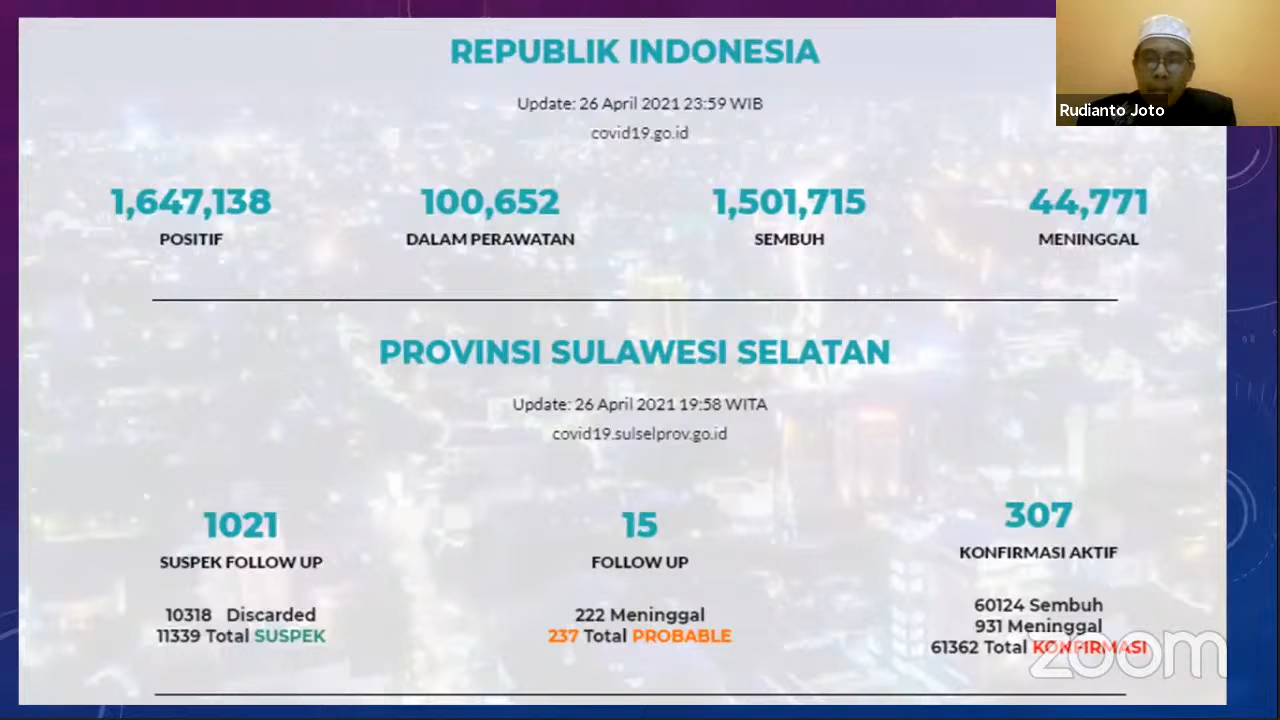 REPUBLIK INDONESIA
Rudianto Joto
Update: 26 April 2021 23:59 WIB
covid19.go.id
1,647,138
POSITIF
100,652
DALAM PERAWATAN
1,501,715
SEMBUH
44,771
MENINGGAL
PROVINSI SULAWESI SELATAN
Update: 26 April 2021 19:58 WITA
covid19.sulselprov.go.id
1021
SUSPEK FOLLOW UP
10318 Discarded
11339 Total SUSPEK
15
FOLLOW UP
222 Meninggal
237 Total PROBABLE
307
KONFIRMASI AKTIF
60124 Sembuh
931 Meninggal
61362 Total KONFIRMASI
zoom